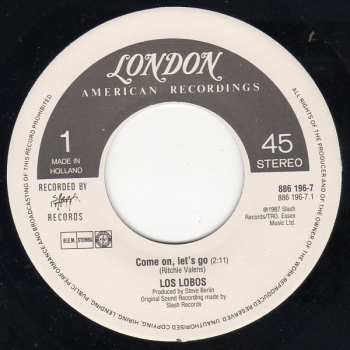 LONDON
AMERICAN RECORDINGS
1
MADE IN
HOLLAND
45
STEREO
RECORDED BY
Slash
RECORDS
B.I.E.M. STEMRA
886 196-7
886 196-7.1
℗1987 Slash
Records/TRO. Essex
Music Ltd.
Come on, let's go (2:11)
(Ritchie Valens)
LOS LOBOS
Produced by Steve Berlin
Original Sound Recording made by
Slash Records
ALL RIGHTS OF THE PRODUCER AND OF THE OWNER OF THE WORK REPRODUCED RESERVED. UNAUTHORISED COPYING, HIRING, LENDING, PUBLIC PERFORMANCE AND BROADCASTING OF THIS RECORD PROHIBITED